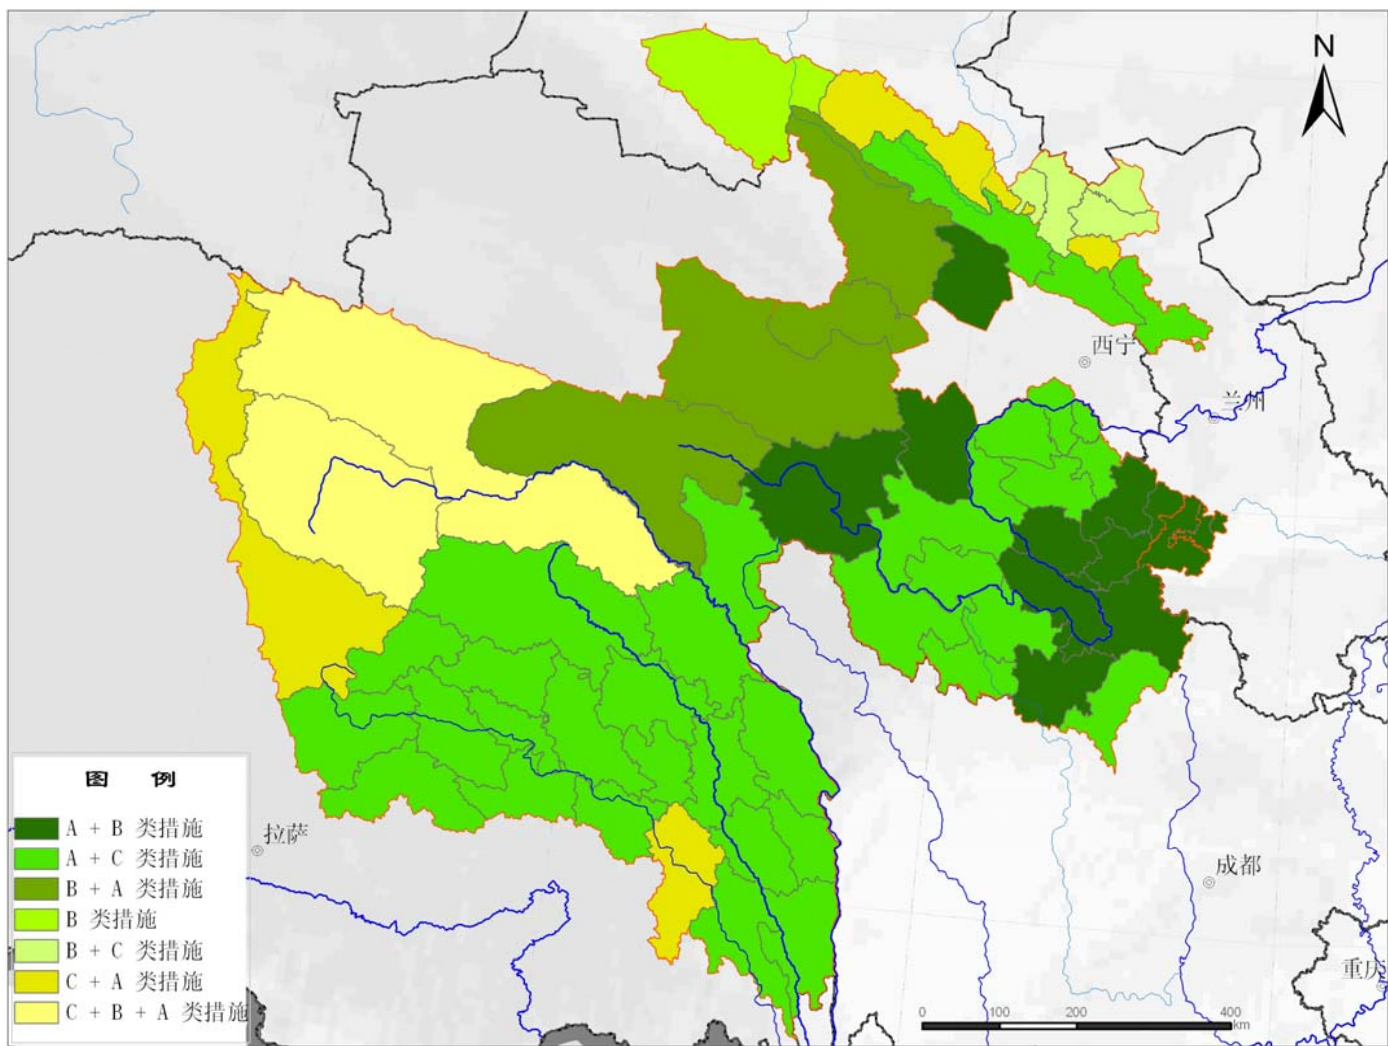 N
西宁
兰州
图 例
A + B 类措施
A + C 类措施
B + A 类措施
B 类措施
B + C 类措施
C + A 类措施
C + B + A 类措施
拉萨
成都
重庆
0 100 200 400
km